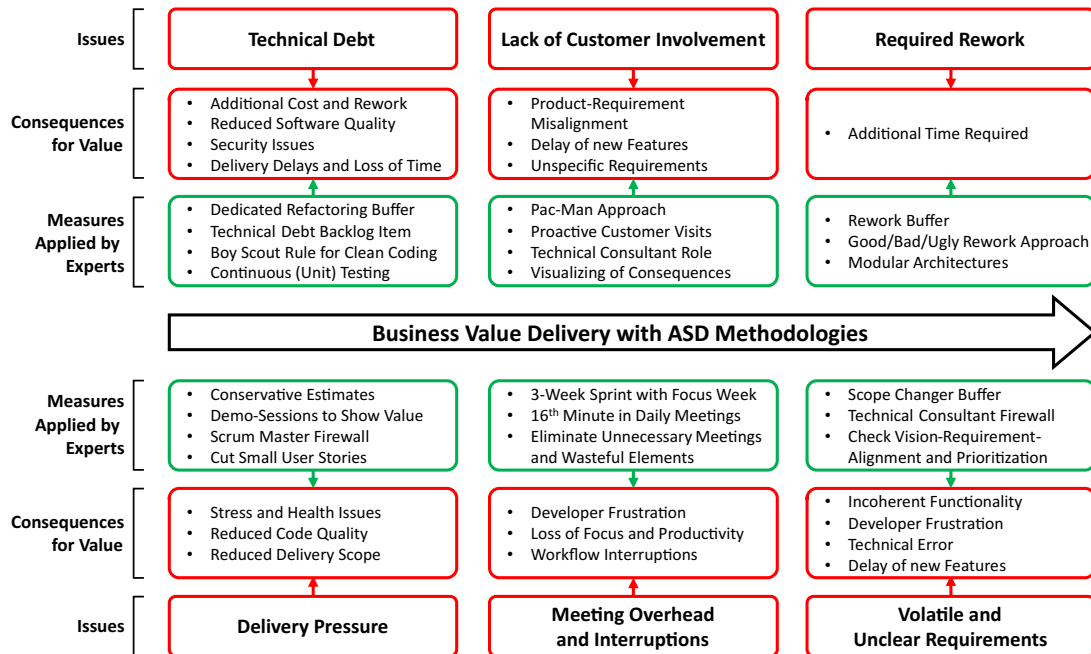 Issues
Technical Debt
Lack of Customer Involvement
Required Rework
Consequences
for Value
• Additional Cost and Rework
• Reduced Software Quality
• Security Issues
• Delivery Delays and Loss of Time
• Product-Requirement
Misalignment
• Delay of new Features
• Unspecific Requirements
• Additional Time Required
Measures
Applied by
Experts
• Dedicated Refactoring Buffer
• Technical Debt Backlog Item
• Boy Scout Rule for Clean Coding
• Continuous (Unit) Testing
• Pac-Man Approach
• Proactive Customer Visits
• Technical Consultant Role
• Visualizing of Consequences
• Rework Buffer
• Good/Bad/Ugly Rework Approach
• Modular Architectures
Business Value Delivery with ASD Methodologies
Measures
Applied by
Experts
• Conservative Estimates
• Demo-Sessions to Show Value
• Scrum Master Firewall
• Cut Small User Stories
• 3-Week Sprint with Focus Week
• 16th Minute in Daily Meetings
• Eliminate Unnecessary Meetings
and Wasteful Elements
• Scope Changer Buffer
• Technical Consultant Firewall
• Check Vision-Requirement-
Alignment and Prioritization
Consequences
for Value
• Stress and Health Issues
• Reduced Code Quality
• Reduced Delivery Scope
• Developer Frustration
• Loss of Focus and Productivity
• Workflow Interruptions
• Incoherent Functionality
• Developer Frustration
• Technical Error
• Delay of new Features
Issues
Delivery Pressure
Meeting Overhead
and Interruptions
Volatile and
Unclear Requirements